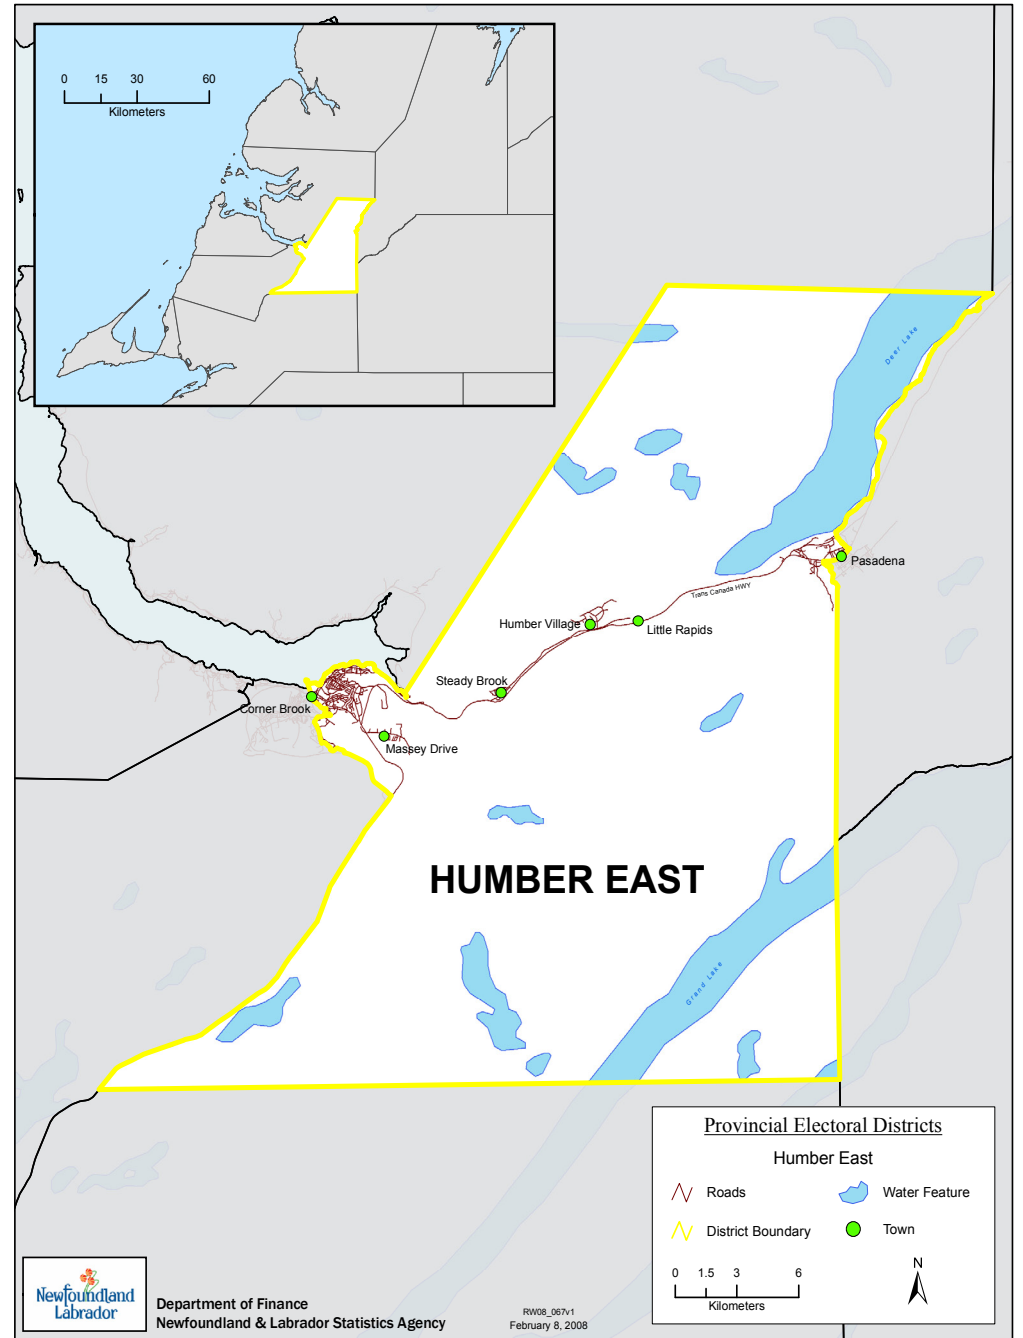 0 15 30 60
Kilometers
Deer Lake
Pasadena
Trans Canada HWY
Humber Village
Little Rapids
Steady Brook
Corner Brook
Massey Drive
HUMBER EAST
Grand Lake
Provincial Electoral Districts
Humber East
Roads
Water Feature
District Boundary
Town
0 1.5 3 6
Kilometers
N
Newfoundland
Labrador
Department of Finance
Newfoundland & Labrador Statistics Agency
RW08_067v1
February 8, 2008